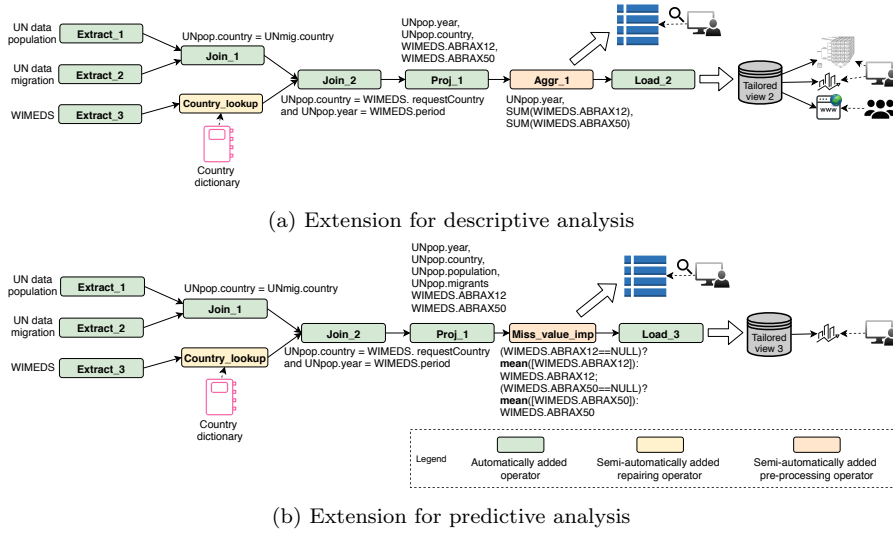 UN data
population
Extract_1
UNpop.country = UNmig.country
Join_1
UN data
migration
Extract_2
WIMEDS
Extract_3
Country_lookup
Country
dictionary
Join_2
UNpop.country = WIMEDS. requestCountry
and UNpop.year = WIMEDS.period
UNpop.year,
UNpop.country,
WIMEDS.ABRAX12,
WIMEDS.ABRAX50
Proj_1
Aggr_1
UNpop.year,
SUM(WIMEDS.ABRAX12),
SUM(WIMEDS.ABRAX50)
Load_2
Tailored
view 2
www
(a) Extension for descriptive analysis
UN data
population
Extract_1
UNpop.country = UNmig.country
Join_1
UN data
migration
Extract_2
WIMEDS
Extract_3
Country_lookup
Country
dictionary
Join_2
UNpop.country = WIMEDS. requestCountry
and UNpop.year = WIMEDS.period
UNpop.year,
UNpop.country,
UNpop.population,
UNpop.migrants
WIMEDS.ABRAX12
WIMEDS.ABRAX50
Proj_1
Miss_value_imp
(WIMEDS.ABRAX12==NULL)?
mean([WIMEDS.ABRAX12]):
WIMEDS.ABRAX12;
(WIMEDS.ABRAX50==NULL)?
mean([WIMEDS.ABRAX50]):
WIMEDS.ABRAX50
Load_3
Tailored
view 3
Legend
Automatically added
operator
Semi-automatically added
repairing operator
Semi-automatically added
pre-processing operator
(b) Extension for predictive analysis